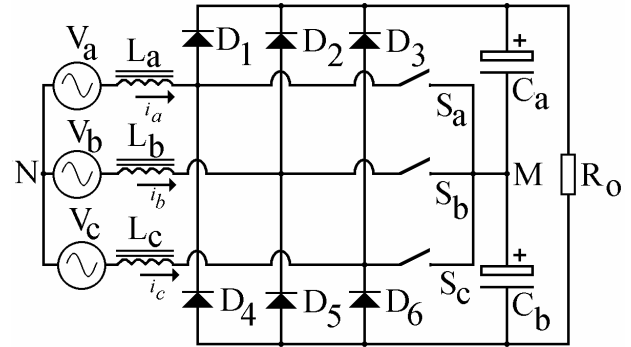 Va
La
ia
D1
D2
D3
Sa
+
Ca
Vb
Lb
ib
N
Sb
M
Ro
Vc
Lc
ic
Sc
+
Cb
D4
D5
D6